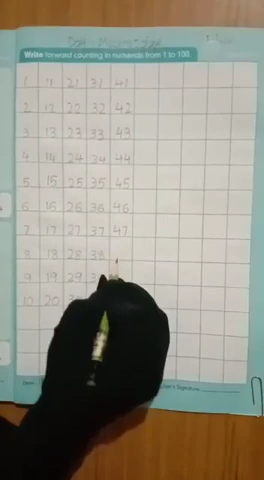 Write forward counting in numerals from 1 to 100.
1 11 21 31 41
2 12 22 32 42
3 13 23 33 43
4 14 24 34 44
5 15 25 35 45
6 16 26 36 46
7 17 27 37 47
8 18 28 38
9 19 29
10 20
Signature